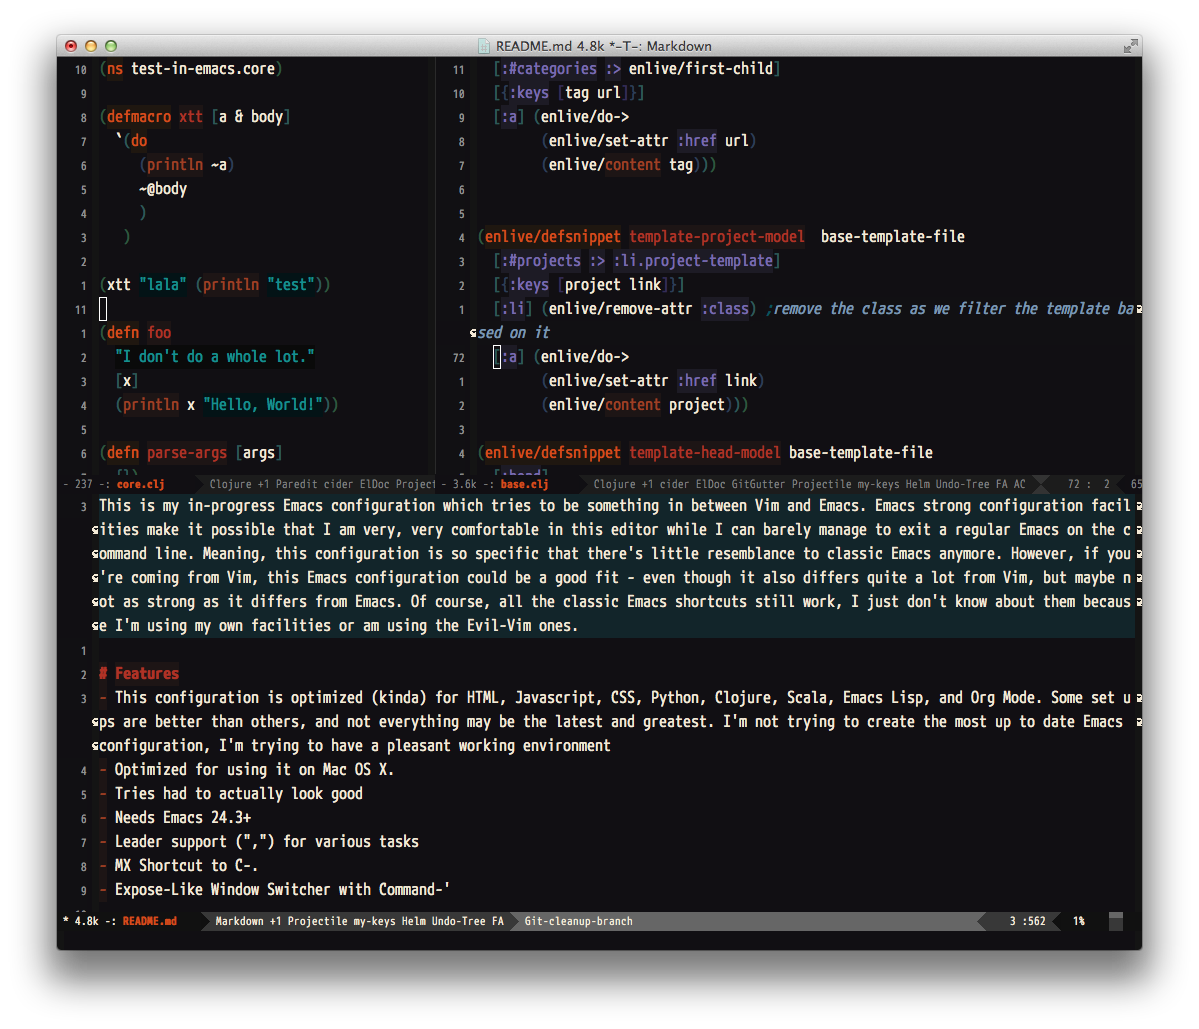 README.md 4.8k *-T-: Markdown
10 (ns test-in-emacs.core)
9
8 (defmacro xtt [a & body]
7 `(do
6 (println ~a)
5 ~@body
4 )
3 )
2
1 (xtt "lala" (println "test"))
11
1 (defn foo
2 "I don't do a whole lot."
3 [x]
4 (println x "Hello, World!"))
5
6 (defn parse-args [args]
- 237 -: core.clj Clojure +1 Paredit cider ElDoc Project
11 [:#categories :> enlive/first-child]
10 [{:keys [tag url]}]
9 [:a] (enlive/do->
8 (enlive/set-attr :href url)
7 (enlive/content tag)))
6
5
4 (enlive/defsnippet template-project-model base-template-file
3 [:#projects :> :li.project-template]
2 [{:keys [project link]}]
1 [:li] (enlive/remove-attr :class) ;remove the class as we filter the template ba
sed on it
72 [:a] (enlive/do->
1 (enlive/set-attr :href link)
2 (enlive/content project)))
3
4 (enlive/defsnippet template-head-model base-template-file
[:head]
- 3.6k -: base.clj Clojure +1 cider ElDoc GitGutter Projectile my-keys Helm Undo-Tree FA AC 72 : 2 65
3 This is my in-progress Emacs configuration which tries to be something in between Vim and Emacs. Emacs strong configuration facil
ities make it possible that I am very, very comfortable in this editor while I can barely manage to exit a regular Emacs on the c
ommand line. Meaning, this configuration is so specific that there's little resemblance to classic Emacs anymore. However, if you
're coming from Vim, this Emacs configuration could be a good fit - even though it also differs quite a lot from Vim, but maybe n
ot as strong as it differs from Emacs. Of course, all the classic Emacs shortcuts still work, I just don't know about them becaus
e I'm using my own facilities or am using the Evil-Vim ones.
1
2 # Features
3 - This configuration is optimized (kinda) for HTML, Javascript, CSS, Python, Clojure, Scala, Emacs Lisp, and Org Mode. Some set u
ps are better than others, and not everything may be the latest and greatest. I'm not trying to create the most up to date Emacs
configuration, I'm trying to have a pleasant working environment
4 - Optimized for using it on Mac OS X.
5 - Tries had to actually look good
6 - Needs Emacs 24.3+
7 - Leader support (",") for various tasks
8 - MX Shortcut to C-.
9 - Expose-Like Window Switcher with Command-'
* 4.8k -: README.md Markdown +1 Projectile my-keys Helm Undo-Tree FA Git-cleanup-branch 3 :562 1%